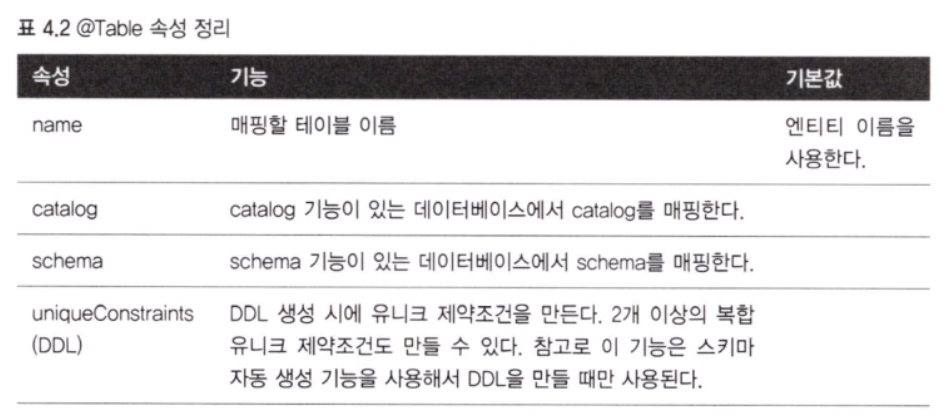 표 4.2 @Table 속성 정리
속성 기능 기본값
name 매핑할 테이블 이름 엔티티 이름을
사용한다.
catalog catalog 기능이 있는 데이터베이스에서 catalog를 매핑한다.
schema schema 기능이 있는 데이터베이스에서 schema를 매핑한다.
uniqueConstraints DDL 생성 시에 유니크 제약조건을 만든다. 2개 이상의 복합
(DDL) 유니크 제약조건도 만들 수 있다. 참고로 이 기능은 스키마
자동 생성 기능을 사용해서 DDL을 만들 때만 사용된다.